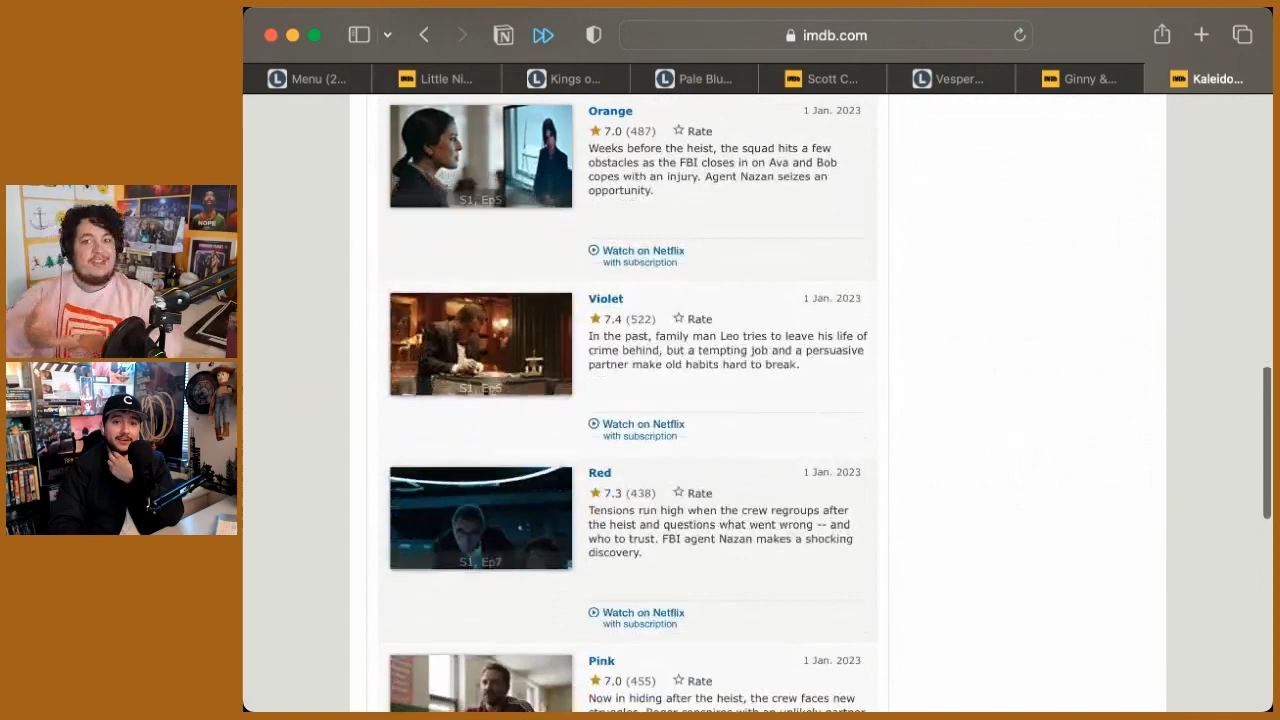 imdb.com
Menu (2...
Little Ni...
Kings o...
Pale Blu...
Scott C...
Vesper...
Ginny &...
Kaleido...
Orange
1 Jan. 2023
7.0 (487) Rate
Weeks before the heist, the squad hits a few
obstacles as the FBI closes in on Ava and Bob
copes with an injury. Agent Nazan seizes an
opportunity.
S1, Ep5
Watch on Netflix
with subscription
Violet
1 Jan. 2023
7.4 (522) Rate
In the past, family man Leo tries to leave his life of
crime behind, but a tempting job and a persuasive
partner make old habits hard to break.
S1, Ep6
Watch on Netflix
with subscription
Red
1 Jan. 2023
7.3 (438) Rate
Tensions run high when the crew regroups after
the heist and questions what went wrong -- and
who to trust. FBI agent Nazan makes a shocking
discovery.
S1, Ep7
Watch on Netflix
with subscription
Pink
1 Jan. 2023
7.0 (455) Rate
Now in hiding after the heist, the crew faces new
NOPE
C